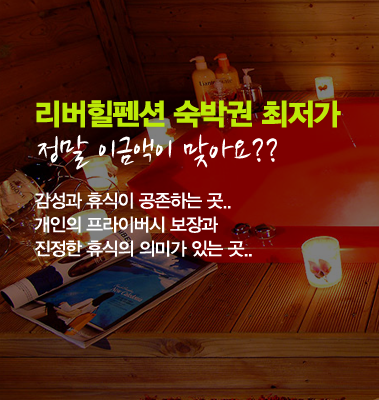 리버힐펜션 숙박권 최저가
정말 이금액이 맞아요??
감성과 휴식이 공존하는 곳..
개인의 프라이버시 보장과
진정한 휴식의 의미가 있는 곳..